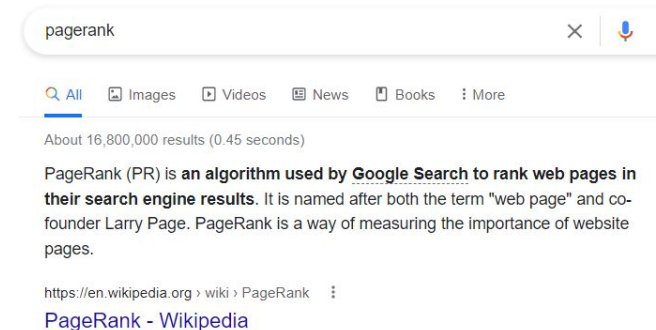 pagerank
All Images Videos News Books More
About 16,800,000 results (0.45 seconds)
PageRank (PR) is an algorithm used by Google Search to rank web pages in
their search engine results. It is named after both the term "web page" and co-
founder Larry Page. PageRank is a way of measuring the importance of website
pages.
https://en.wikipedia.org › wiki › PageRank
PageRank - Wikipedia